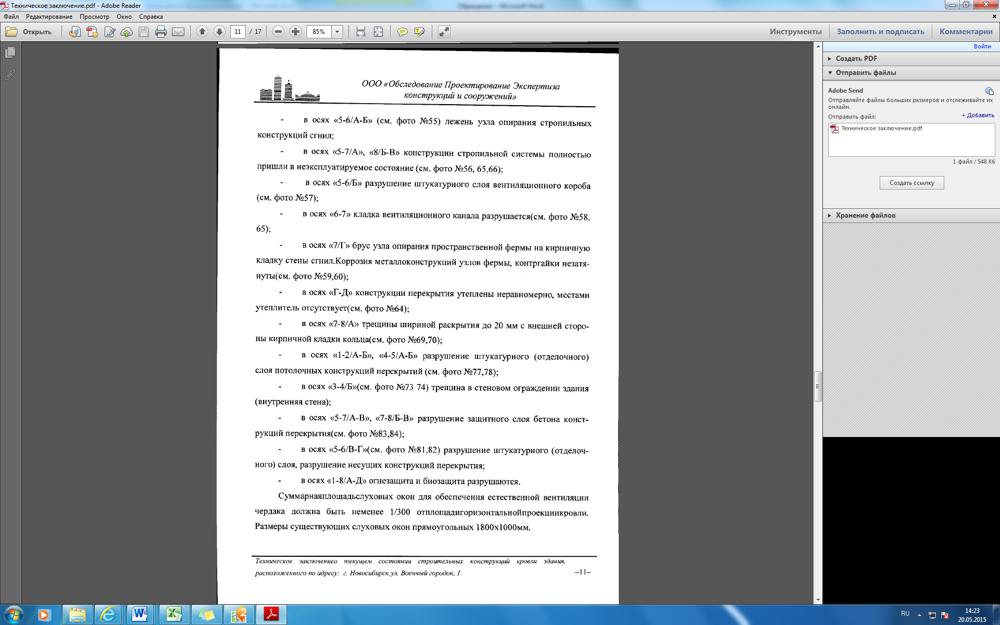 Техническое заключение.pdf - Adobe Reader
Файл Редактирование Просмотр Окно Справка
Открыть 11 / 17 85% Инструменты Заполнить и подписать Комментарии
ООО «Обследование Проектирование Экспертиза
конструкций и сооружений»
- в осях «5-6/А-Б» (см. фото №55) лежень узла опирания стропильных
конструкций сгнил;
- в осях «5-7/А», «8/Б-В» конструкции стропильной системы полностью
пришли в неэксплуатируемое состояние (см. фото №56, 65,66);
- в осях «5-6/Б» разрушение штукатурного слоя вентиляционного короба
(см. фото №57);
- в осях «6-7» кладка вентиляционного канала разрушается(см. фото №58,
65);
- в осях «7/Г» брус узла опирания пространственной фермы на кирпичную
кладку стены сгнил.Коррозия металлоконструкций узлов фермы, контргайки незатя-
нуты(см. фото №59,60);
- в осях «Г-Д» конструкции перекрытия утеплены неравномерно, местами
утеплитель отсутствует(см. фото №64);
- в осях «7-8/А» трещины шириной раскрытия до 20 мм с внешней сторо-
ны кирпичной кладки кольца(см. фото №69,70);
- в осях «1-2/А-Б», «4-5/А-Б» разрушение штукатурного (отделочного)
слоя потолочных конструкций перекрытий (см. фото №77,78);
- в осях «3-4/Б»(см. фото №73 74) трещина в стеновом ограждении здания
(внутренняя стена);
- в осях «5-7/А-В», «7-8/Б-В» разрушение защитного слоя бетона конст-
рукций перекрытия(см. фото №83,84);
- в осях «5-6/В-Г»(см. фото №81,82) разрушение штукатурного (отделоч-
ного) слоя, разрушение несущих конструкций перекрытия;
- в осях «1-8/А-Д» огнезащита и биозащита разрушаются.
Суммарнаяплощадьслуховых окон для обеспечения естественной вентиляции
чердака должна быть неменее 1/300 отплощадигоризонтальнойпроекциикровли.
Размеры существующих слуховых окон прямоугольных 1800х1000мм.
Техническое заключениео текущем состоянии строительных конструкций кровли здания,
расположенного по адресу: г. Новосибирск,ул. Военный городок, 1.
–11–
Войти
Создать PDF
Отправить файлы
Adobe Send
Отправляйте файлы больших размеров и отслеживайте их
онлайн.
Отправить файл: + Добавить
Техническое заключение.pdf
1 файл / 548 Кб
Создать ссылку
Хранение файлов
RU
14:23
20.05.2015